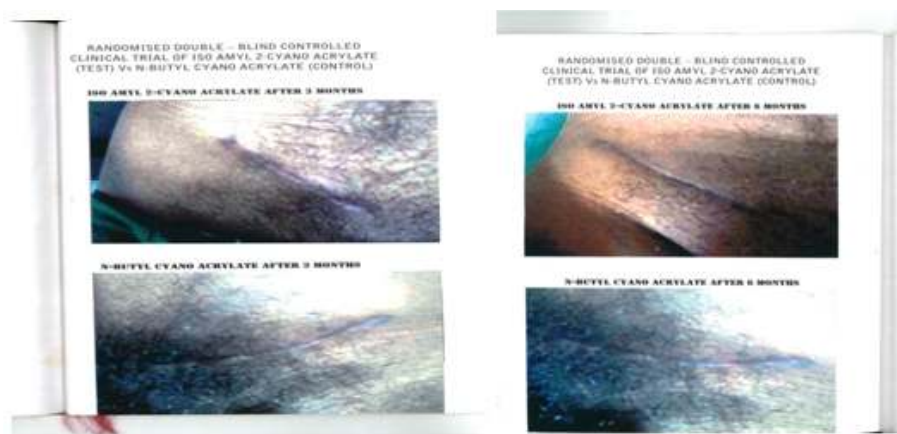 RANDOMISED DOUBLE - BLIND CONTROLLED
CLINICAL TRIAL OF ISO AMYL 2-CYANO ACRYLATE
(TEST) Vs N-BUTYL CYANO ACRYLATE (CONTROL)
ISO AMYL 2-CYANO ACRYLATE AFTER 3 MONTHS
N-BUTYL CYANO ACRYLATE AFTER 3 MONTHS
RANDOMISED DOUBLE - BLIND CONTROLLED
CLINICAL TRIAL OF ISO AMYL 2-CYANO ACRYLATE
(TEST) Vs N-BUTYL CYANO ACRYLATE (CONTROL)
ISO AMYL 2-CYANO ACRYLATE AFTER 6 MONTHS
N-BUTYL CYANO ACRYLATE AFTER 6 MONTHS